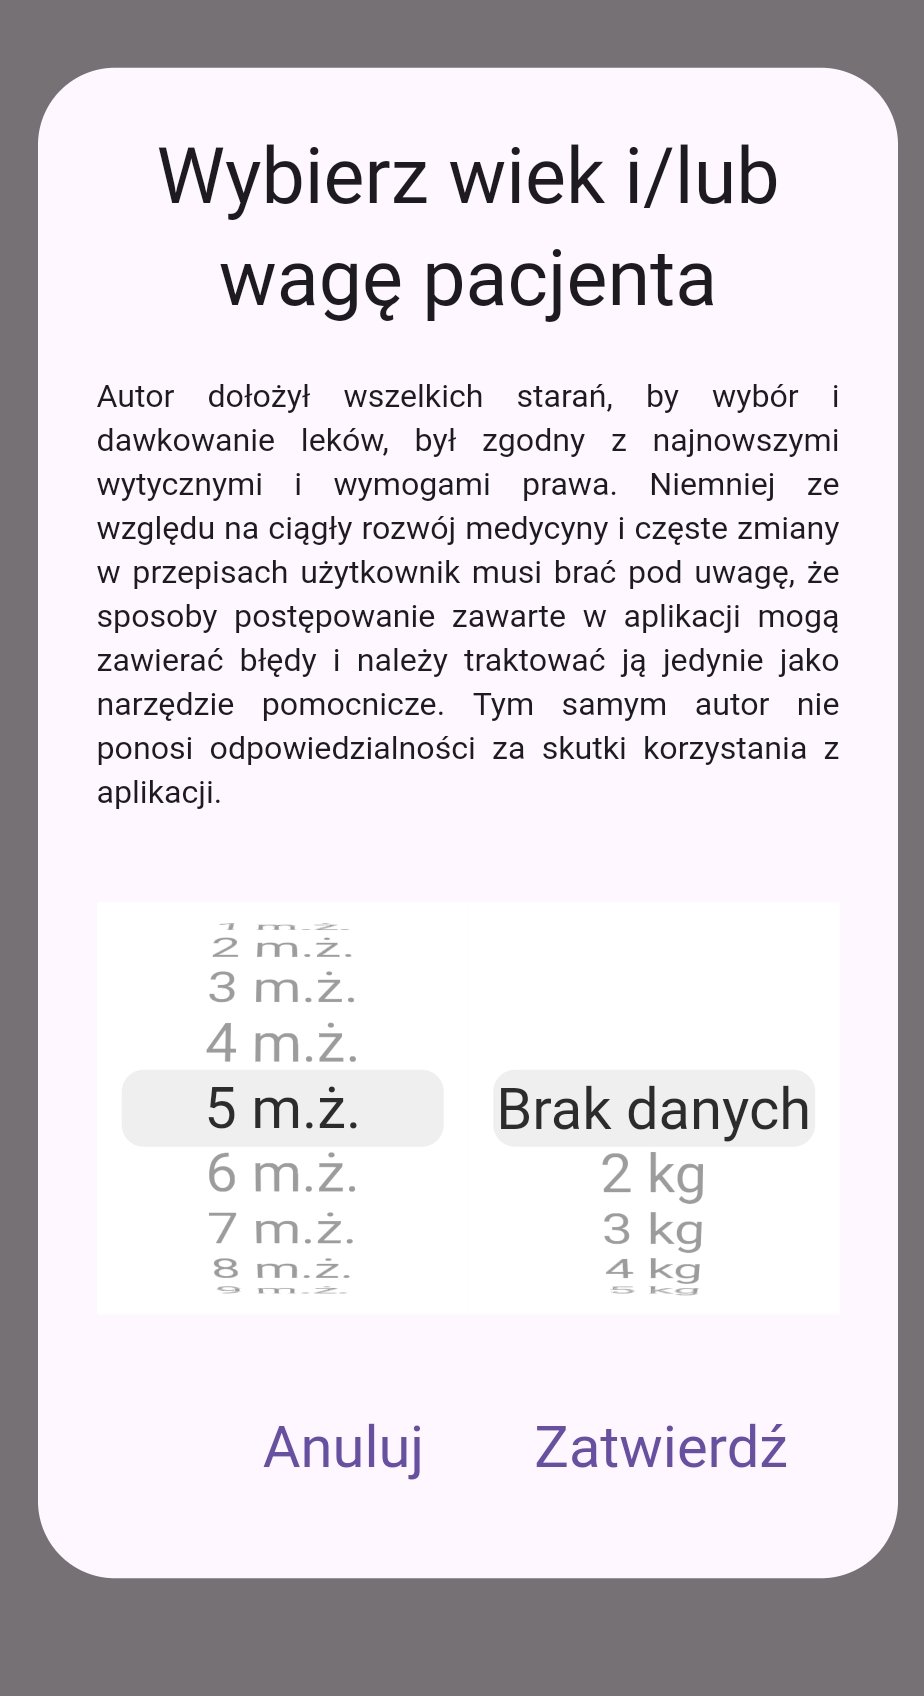 Wybierz wiek i/lub
wagę pacjenta
Autor dołożył wszelkich starań, by wybór i
dawkowanie leków, był zgodny z najnowszymi
wytycznymi i wymogami prawa. Niemniej ze
względu na ciągły rozwój medycyny i częste zmiany
w przepisach użytkownik musi brać pod uwagę, że
sposoby postępowanie zawarte w aplikacji mogą
zawierać błędy i należy traktować ją jedynie jako
narzędzie pomocnicze. Tym samym autor nie
ponosi odpowiedzialności za skutki korzystania z
aplikacji.
1 m.ż.
2 m.ż.
3 m.ż.
4 m.ż.
5 m.ż.
6 m.ż.
7 m.ż.
8 m.ż.
9 m.ż.
Brak danych
2 kg
3 kg
4 kg
5 kg
Anuluj Zatwierdź